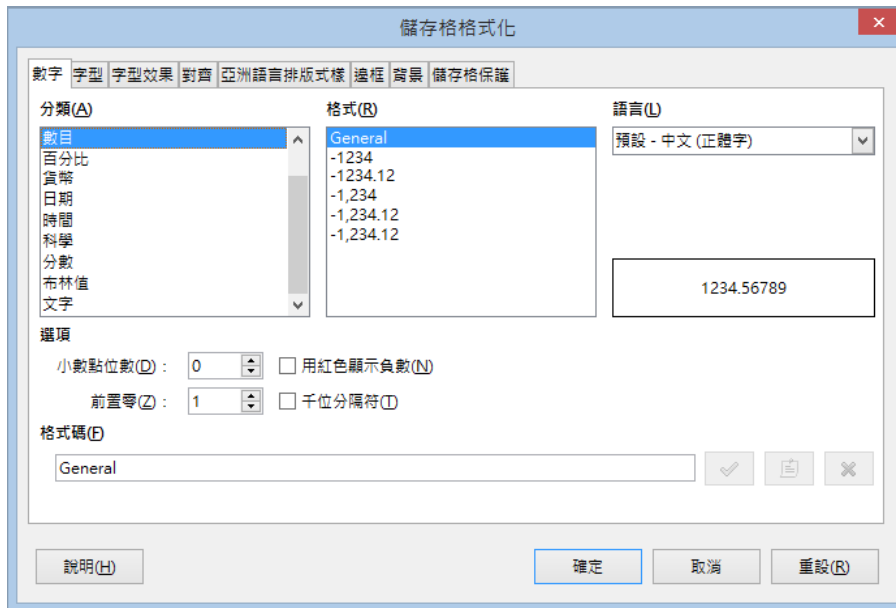 儲存格格式化
數字 字型 字型效果 對齊 亞洲語言排版式樣 邊框 背景 儲存格保護
分類(A) 格式(R) 語言(L)
數目 General 預設 - 中文 (正體字)
百分比 -1234
貨幣 -1234.12
日期 -1,234
時間 -1,234.12
科學 -1,234.12
分數
布林值 1234.56789
文字
選項
小數點位數(D)： 0 用紅色顯示負數(N)
前置零(Z)： 1 千位分隔符(T)
格式碼(F)
General
說明(H) 確定 取消 重設(R)